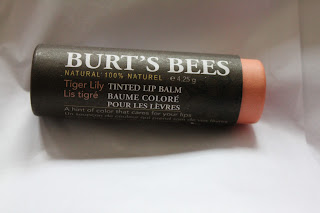 BURT'S BEES
NATURAL·100% NATUREL ℮ 4.25 g
Tiger Lily TINTED LIP BALM
Lis tigré BAUME COLORÉ
POUR LES LÈVRES
A hint of color that cares for your lips